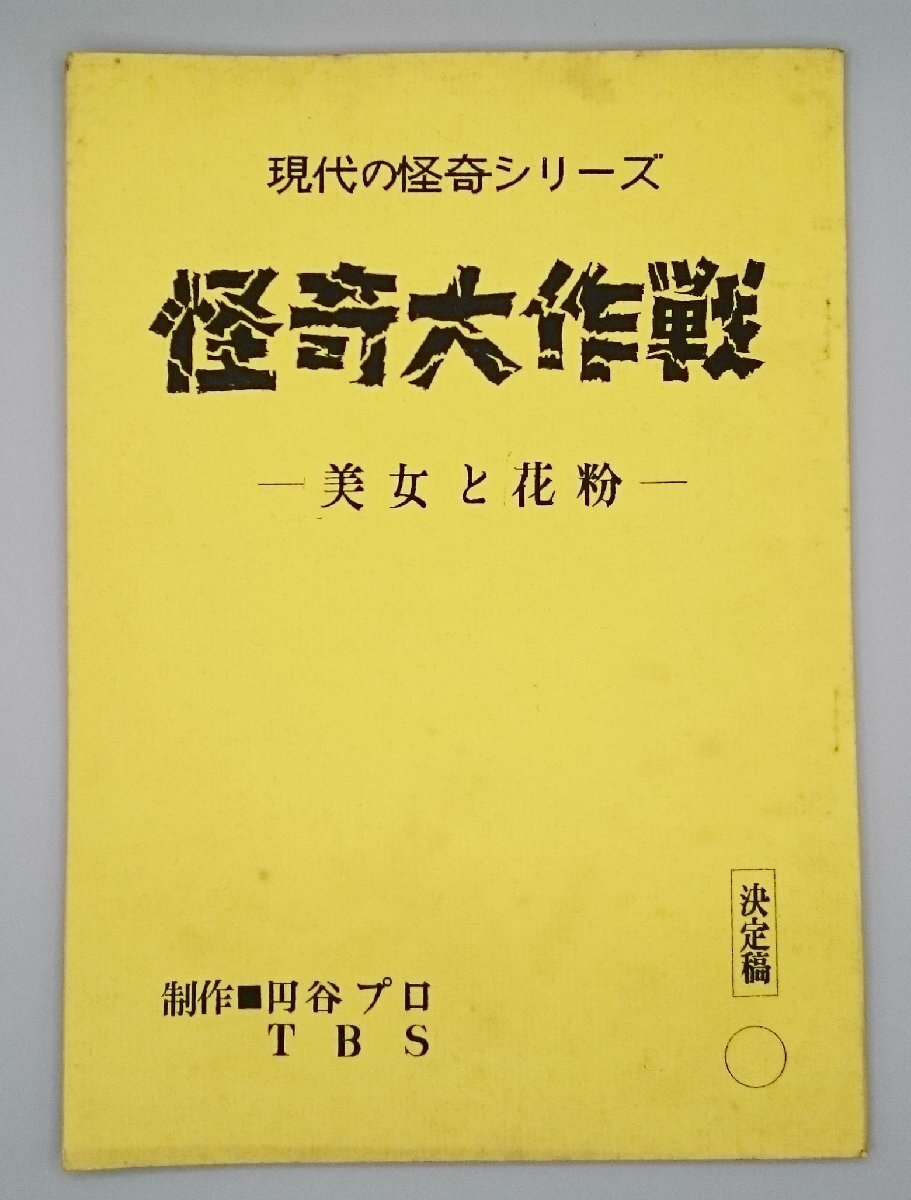 現代の怪奇シリーズ
怪奇大作戦
―美女と花粉―
決定稿
制作■円谷プロ
TBS